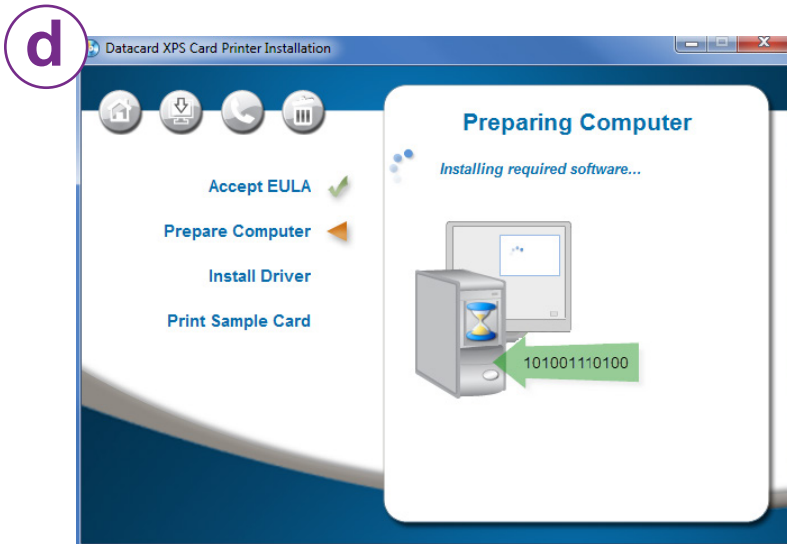 d
Datacard XPS Card Printer Installation
Accept EULA
Prepare Computer
Install Driver
Print Sample Card
Preparing Computer
Installing required software...
101001110100